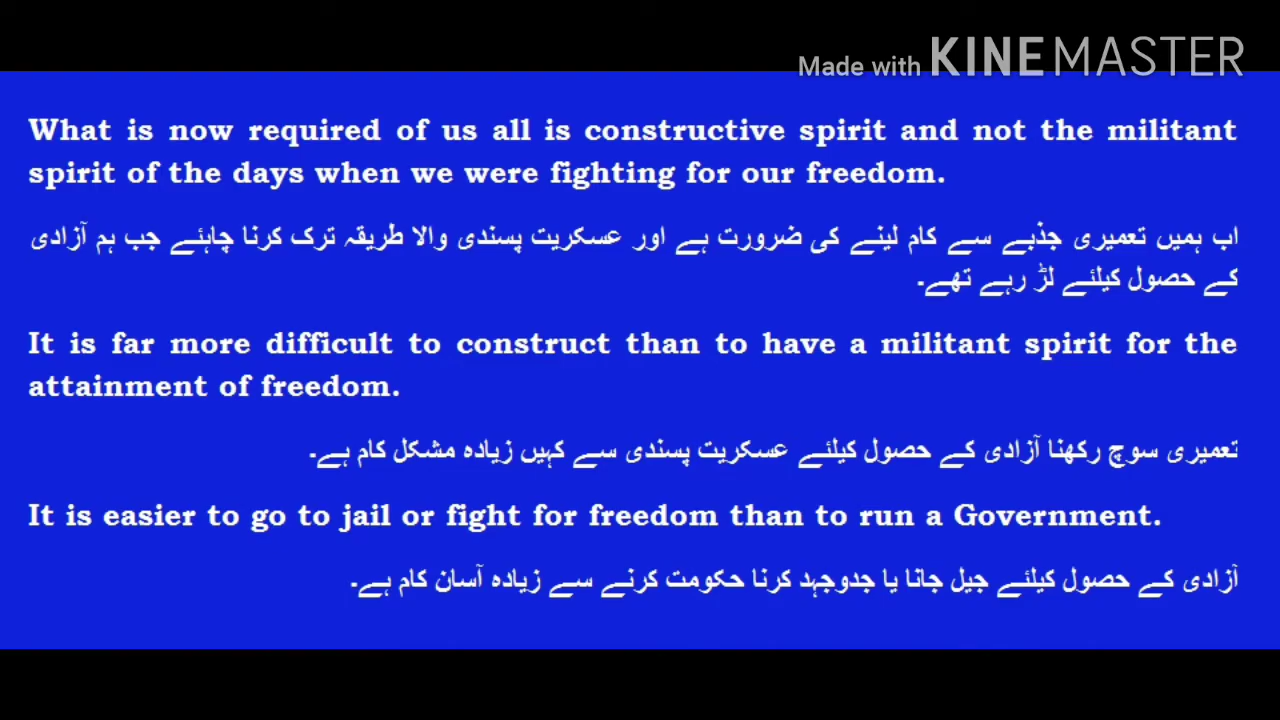 Made with KINEMASTER
What is now required of us all is constructive spirit and not the militant
spirit of the days when we were fighting for our freedom.
اب ہمیں تعمیری جذبے سے کام لینے کی ضرورت ہے اور عسکریت پسندی والا طریقہ ترک کرنا چاہئے جب ہم آزادی
کے حصول کیلئے لڑ رہے تھے۔
It is far more difficult to construct than to have a militant spirit for the
attainment of freedom.
تعمیری سوچ رکھنا آزادی کے حصول کیلئے عسکریت پسندی سے کہیں زیادہ مشکل کام ہے۔
It is easier to go to jail or fight for freedom than to run a Government.
آزادی کے حصول کیلئے جیل جانا یا جدوجہد کرنا حکومت کرنے سے زیادہ آسان کام ہے۔